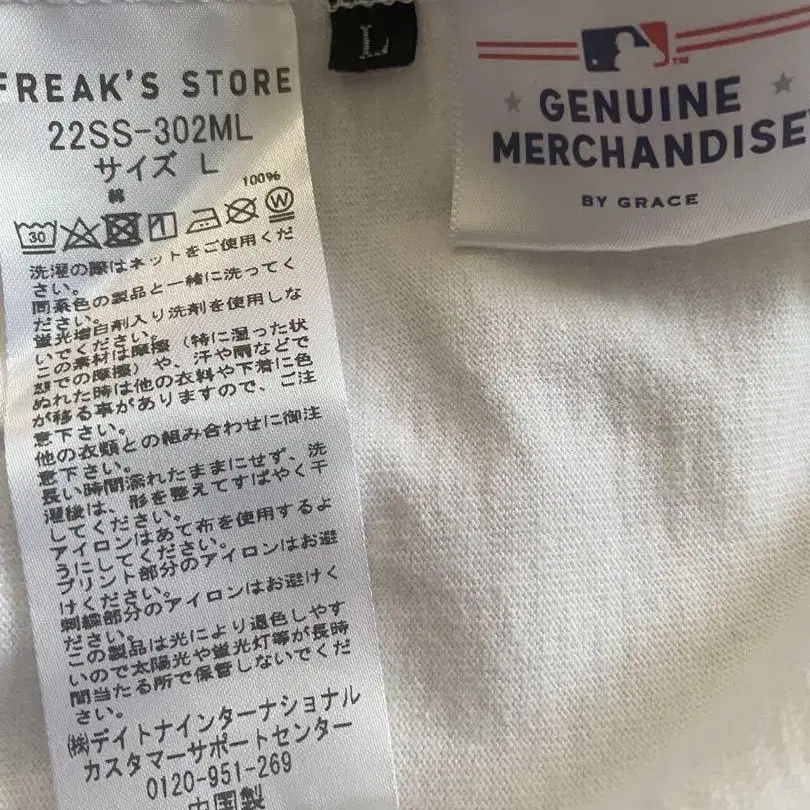 FREAK'S STORE
22SS-302ML
サイズ L
綿 100%
30
W
洗濯の際はネットをご使用くだ
さい。
同系色の製品と一緒に洗ってく
ださい。
蛍光増白剤入り洗剤を使用しな
いでください。
この素材は摩擦(特に湿った状
態での摩擦)や、汗や雨などで
ぬれた時は他の衣料や下着に色
が移る事がありますので、ご注
意下さい。
他の衣類との組み合わせに御注
意下さい。
長い時間濡れたままにせず、洗
濯後は、形を整えてすばやく干
してください。
アイロンはあて布を使用するよ
うにしてください。
プリント部分のアイロンはお避
けください。
刺繍部分のアイロンはお避けく
ださい。
この製品は光により退色しやす
いので太陽光や蛍光灯等が長時
間当たる所で保管しないでくだ
さい。
㈱デイトナインターナショナル
カスタマーサポートセンター
0120-951-269
中国製
L
TM
GENUINE
MERCHANDISE
BY GRACE